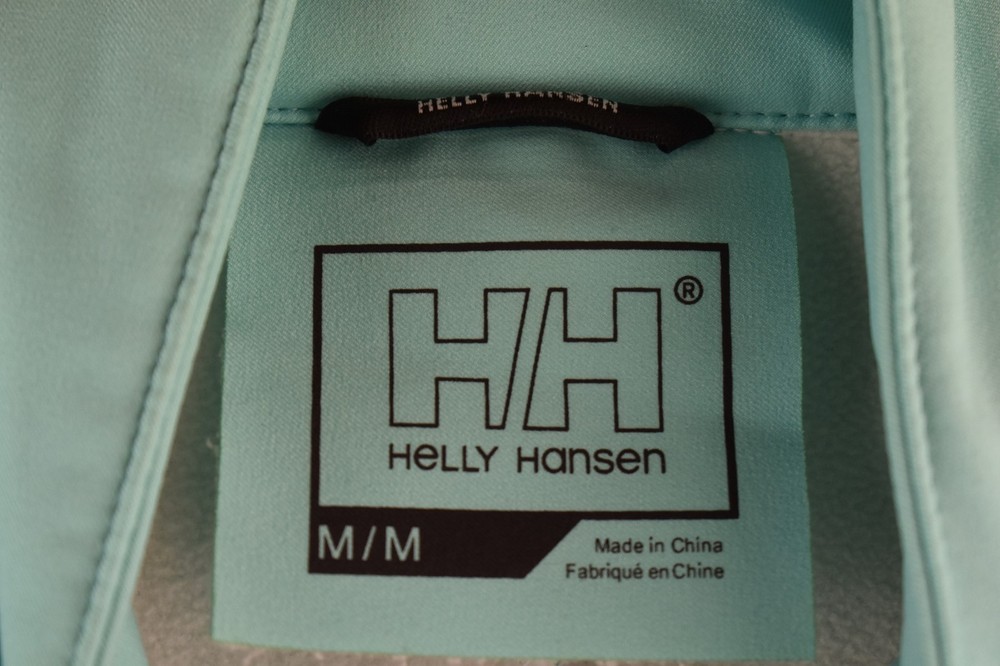 HELLY HANSEN
HH®
HELLY HANSEN
M/M
Made in China
Fabriqué en Chine